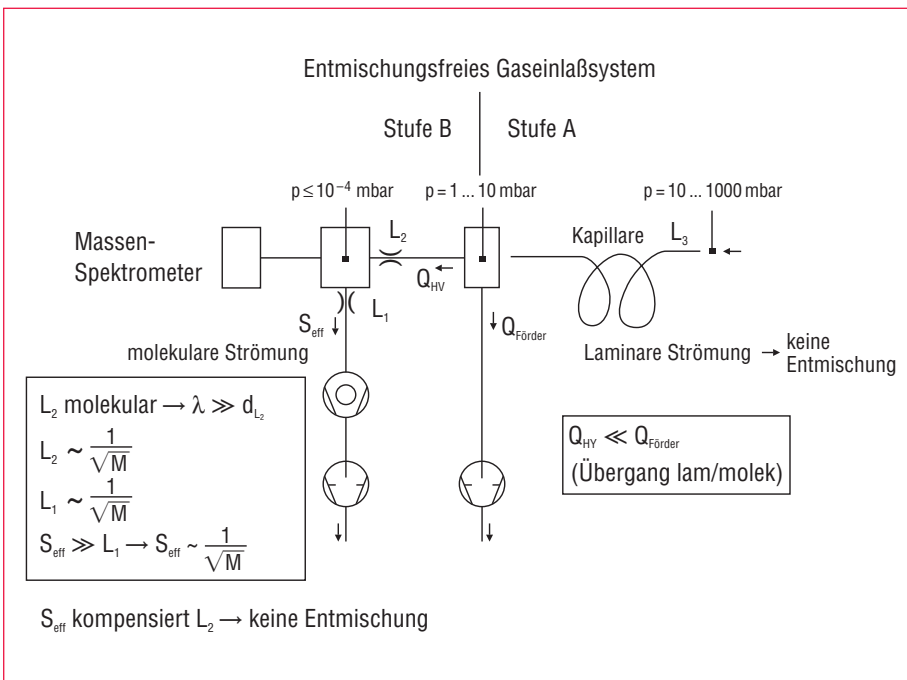 Entmischungsfreies Gaseinlaßsystem
Stufe B
Stufe A
p ≤ 10⁻⁴ mbar
p = 1 ... 10 mbar
p = 10 ... 1000 mbar
Massen-
Spektrometer
L₂
Q_HV
Kapillare
L₃
S_eff
L₁
Q_Förder
molekulare Strömung
Laminare Strömung → keine
Entmischung
L₂ molekular → λ ≫ d_L₂
L₂ ~ 1/√M
L₁ ~ 1/√M
S_eff ≫ L₁ → S_eff ~ 1/√M
Q_HY ≪ Q_Förder
(Übergang lam/molek)
S_eff kompensiert L₂ → keine Entmischung